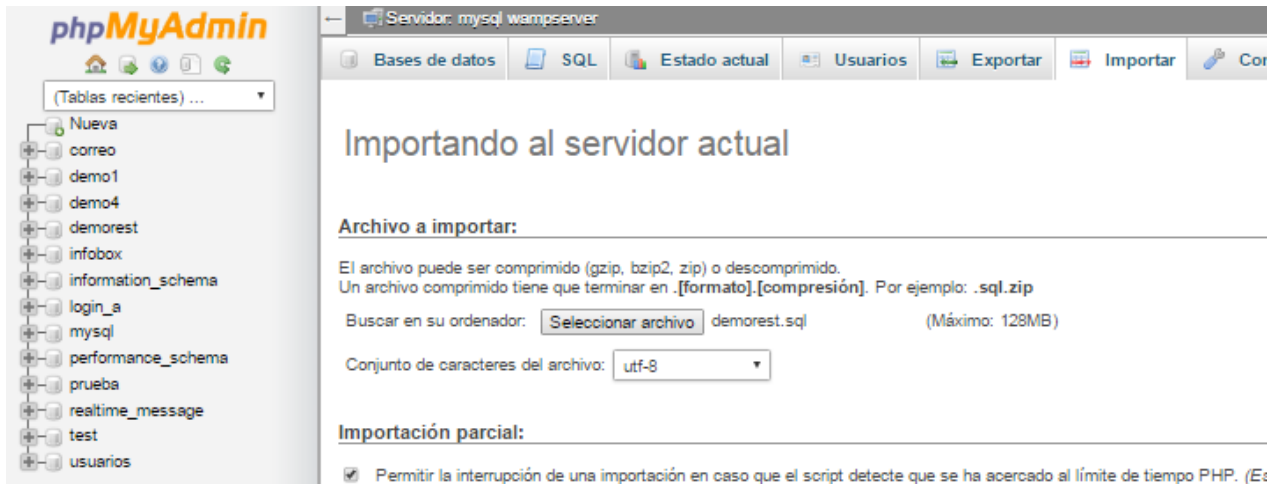 phpMyAdmin
(Tablas recientes) ...
Nueva
correo
demo1
demo4
demorest
infobox
information_schema
login_a
mysql
performance_schema
prueba
realtime_message
test
usuarios
Servidor: mysql wampserver
Bases de datos SQL Estado actual Usuarios Exportar Importar
Importando al servidor actual
Archivo a importar:
El archivo puede ser comprimido (gzip, bzip2, zip) o descomprimido.
Un archivo comprimido tiene que terminar en .[formato].[compresión]. Por ejemplo: .sql.zip
Buscar en su ordenador: Seleccionar archivo demorest.sql (Máximo: 128MB)
Conjunto de caracteres del archivo: utf-8
Importación parcial:
Permitir la interrupción de una importación en caso que el script detecte que se ha acercado al límite de tiempo PHP.